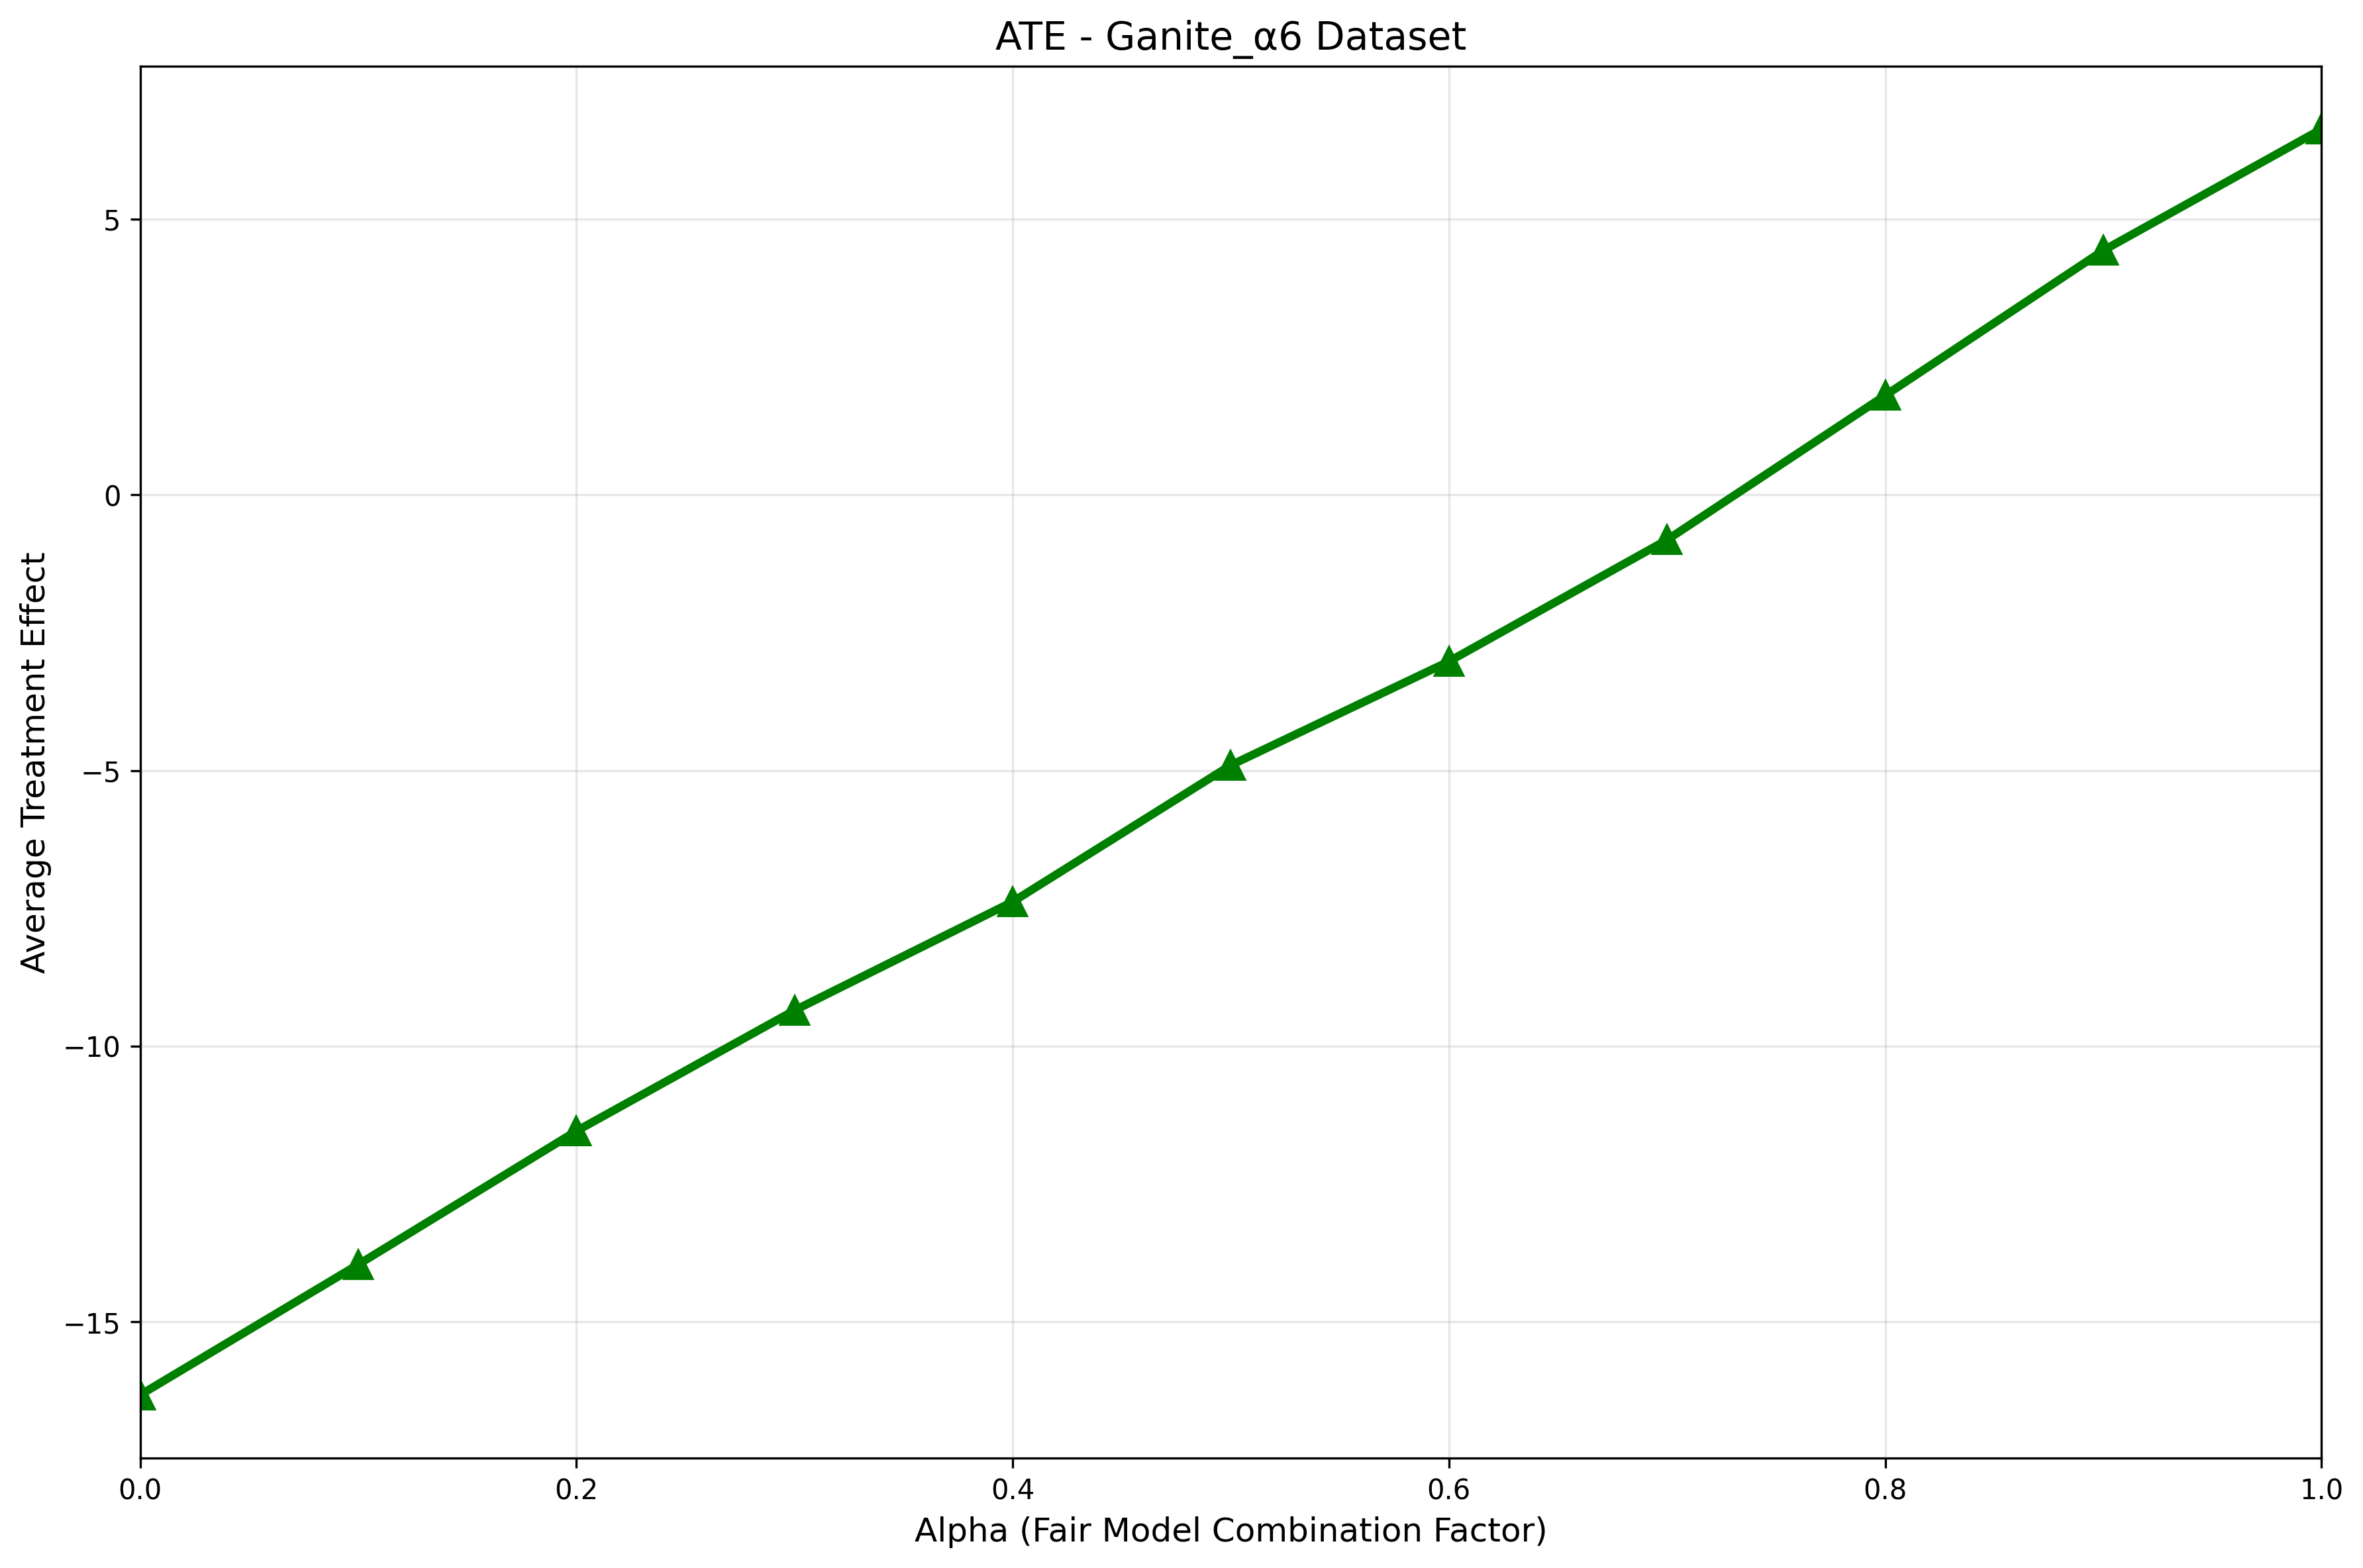 ATE - Ganite_α6 Dataset
5
0
−5
−10
−15
Average Treatment Effect
0.0 0.2 0.4 0.6 0.8 1.0
Alpha (Fair Model Combination Factor)